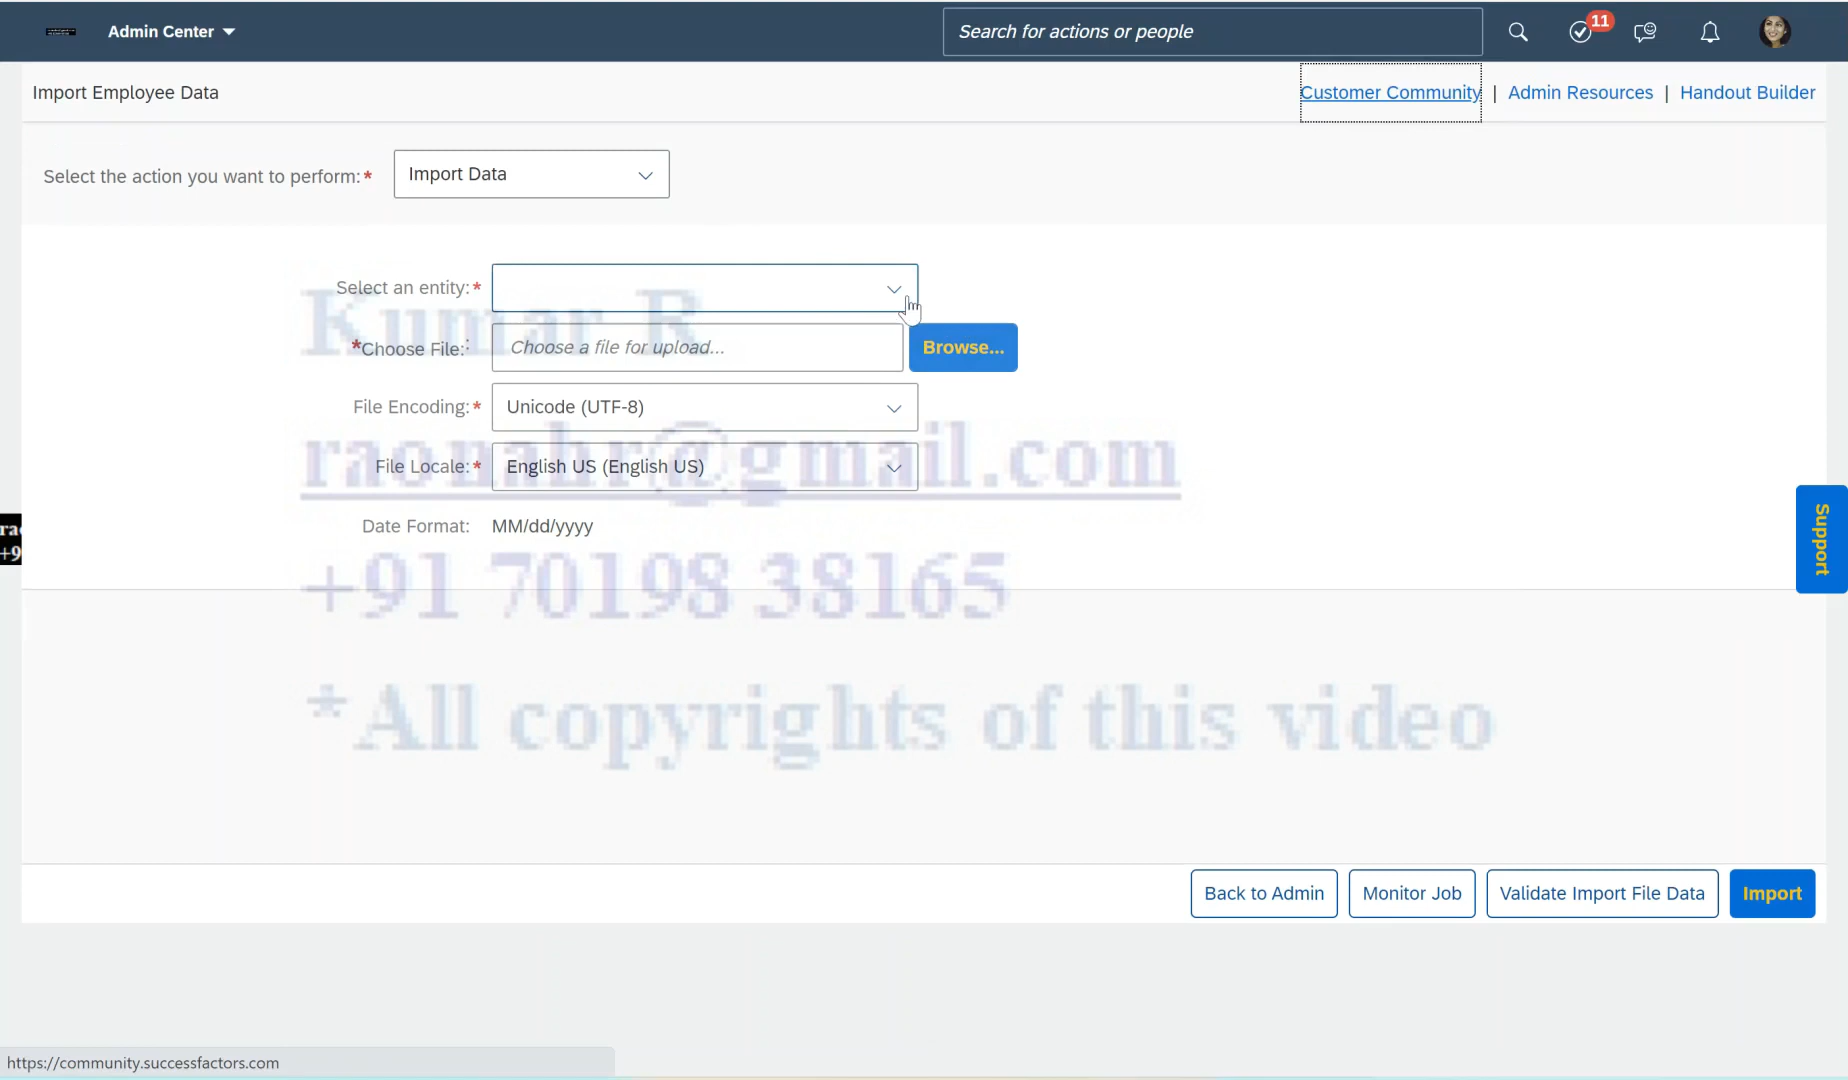 Admin Center
Search for actions or people
11
Import Employee Data
Customer Community | Admin Resources | Handout Builder
Select the action you want to perform:* Import Data
Select an entity:*
*Choose File:: Choose a file for upload... Browse...
File Encoding:* Unicode (UTF-8)
File Locale:* English US (English US)
Date Format: MM/dd/yyyy
Kumar R
raonahr@gmail.com
+91 70198 38165
*All copyrights of this video
Support
rao
+9
Back to Admin Monitor Job Validate Import File Data Import
https://community.successfactors.com